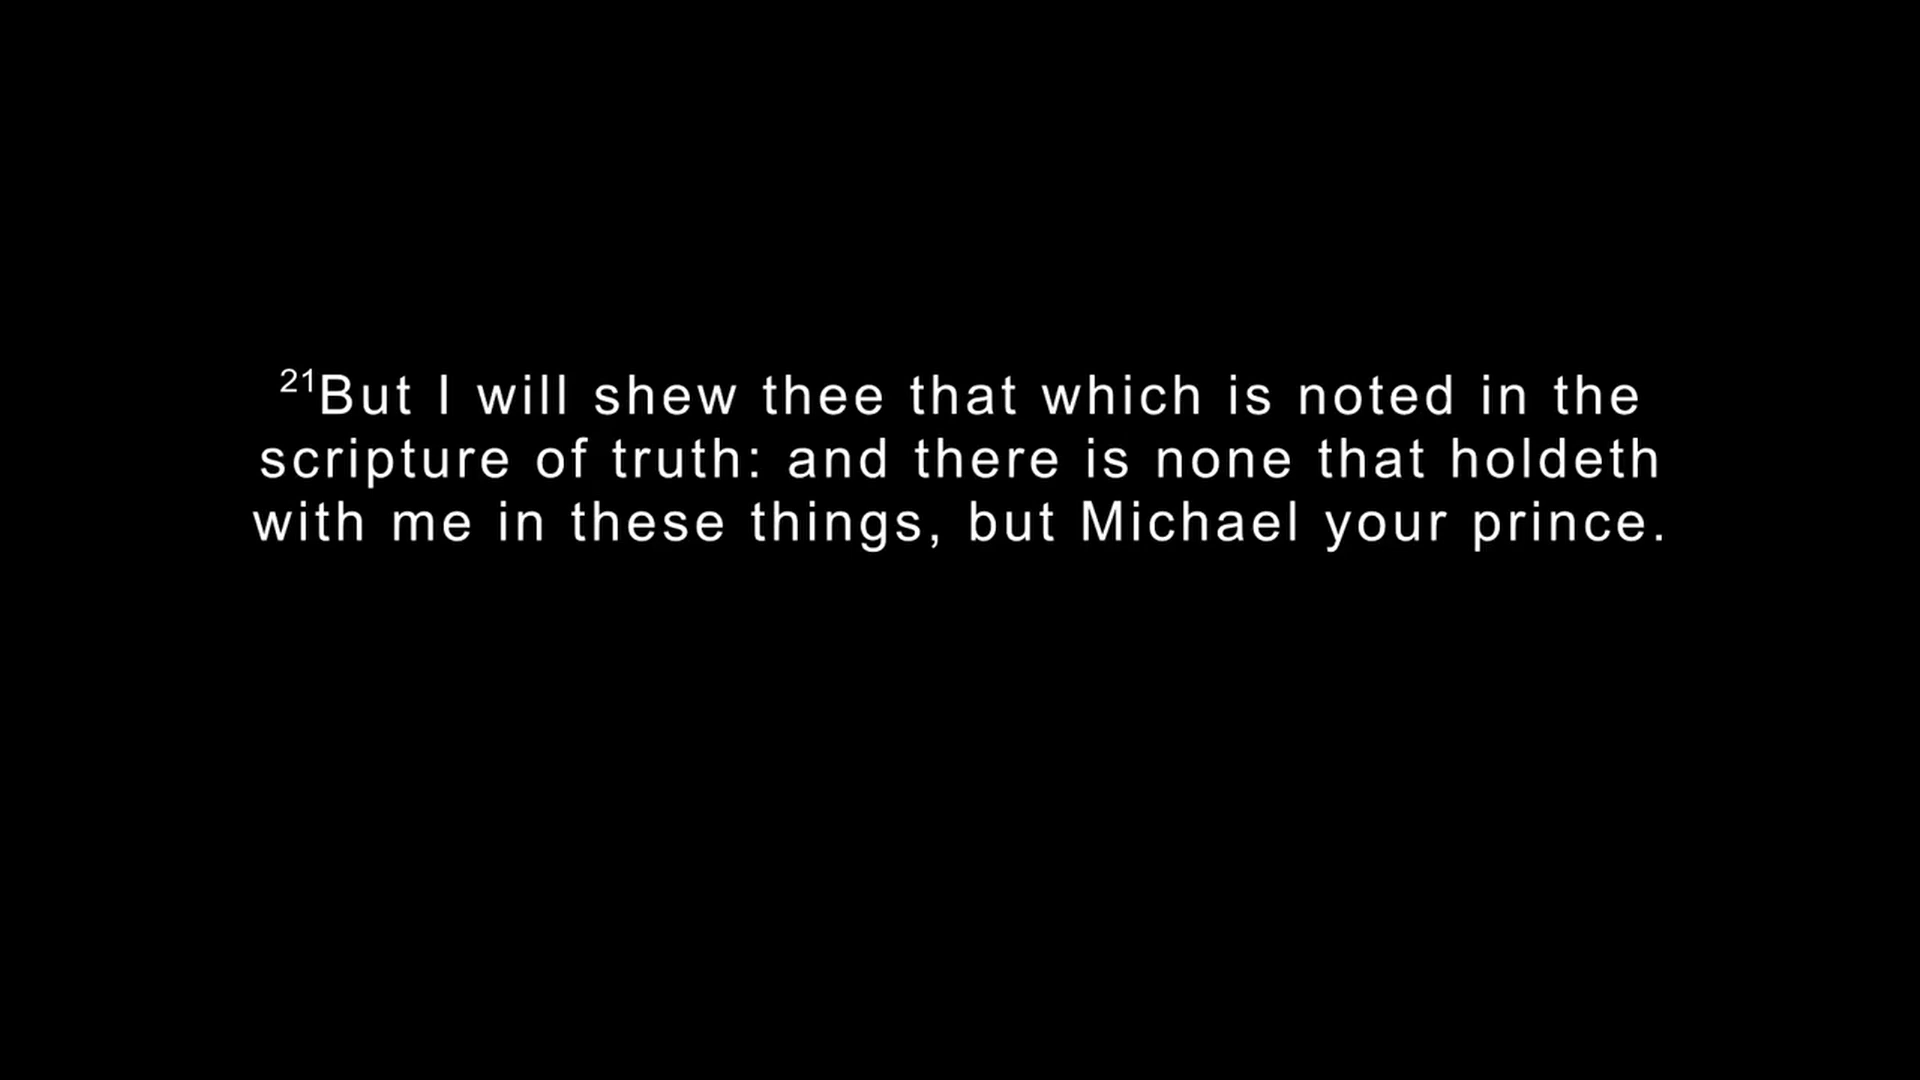 21But I will shew thee that which is noted in the
scripture of truth: and there is none that holdeth
with me in these things, but Michael your prince.